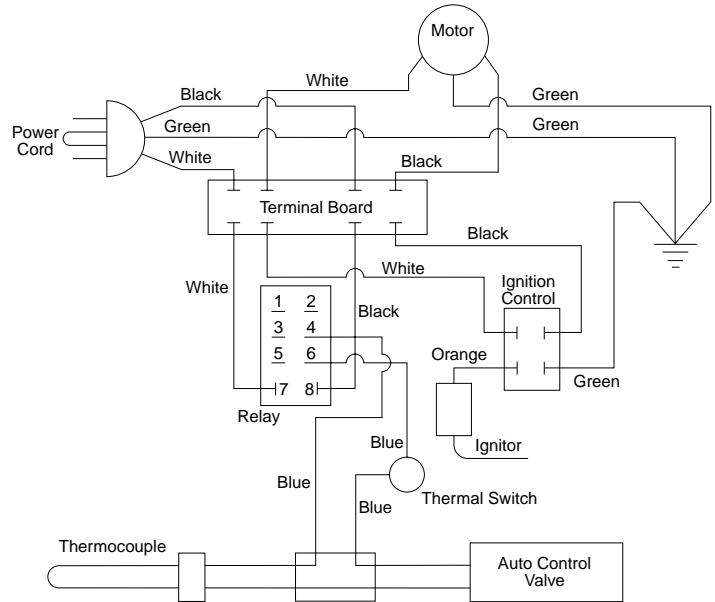 Motor
White
Black
Green
Green
Power
Cord
White
Black
Terminal Board
Black
White
White
Ignition
Control
1 2
3 4
5 6
7 8
Black
Orange
Green
Relay
Ignitor
Blue
Blue
Blue
Thermal Switch
Thermocouple
Auto Control
Valve